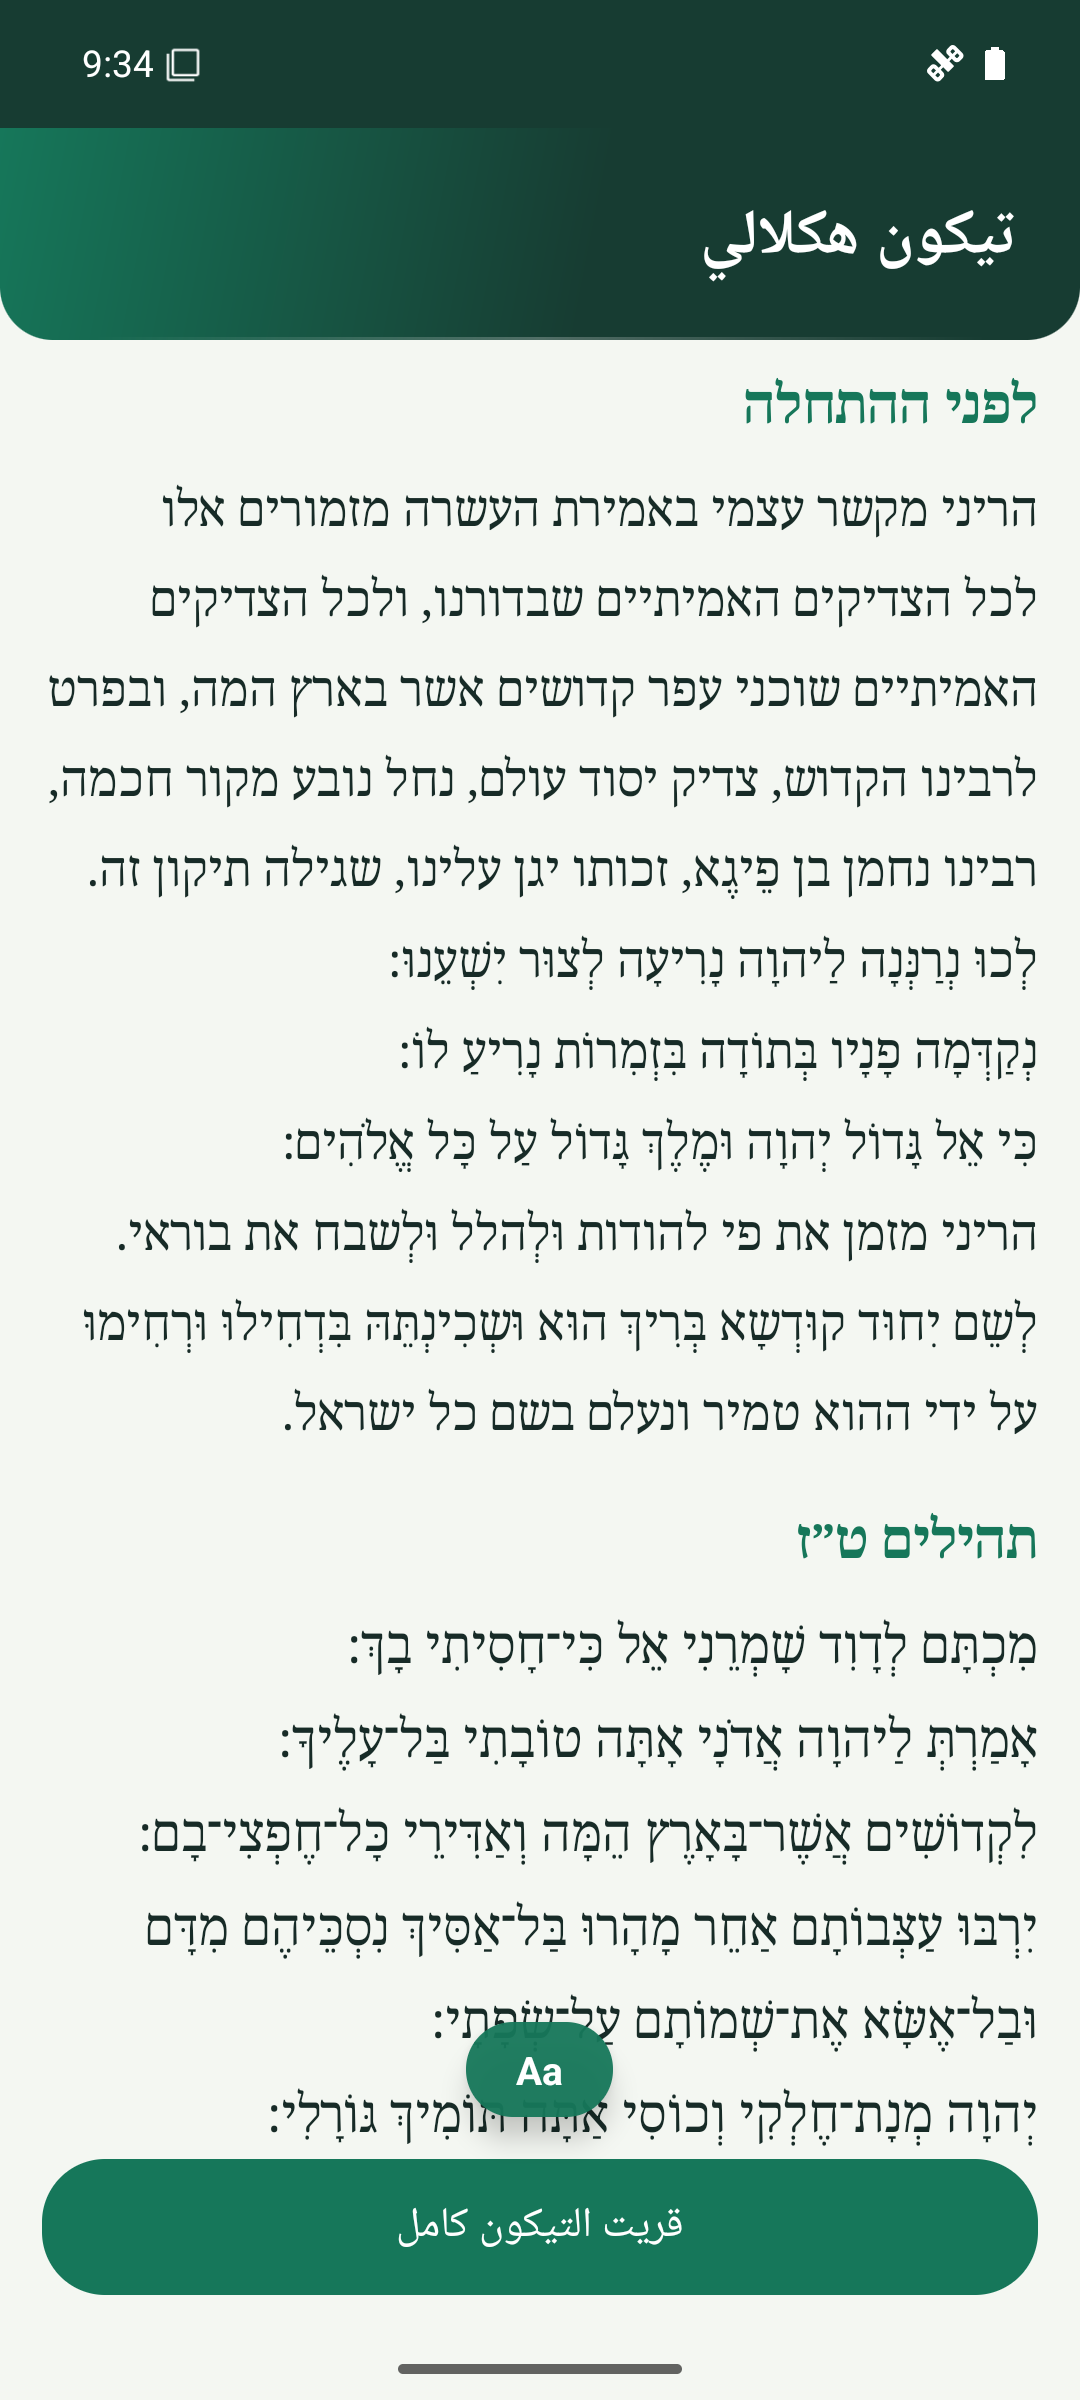 9:34
تيكون هكلالي
לפני ההתחלה
הריני מקשר עצמי באמירת העשרה מזמורים אלו
לכל הצדיקים האמיתיים שבדורנו, ולכל הצדיקים
האמיתיים שוכני עפר קדושים אשר בארץ המה, ובפרט
לרבינו הקדוש, צדיק יסוד עולם, נחל נובע מקור חכמה,
רבינו נחמן בן פֵיגֶא, זכותו יגן עלינו, שגילה תיקון זה.
לְכוּ נְרַנְּנָה לַיהוָה נָרִיעָה לְצוּר יִשְׁעֵנוּ:
נְקַדְּמָה פָנָיו בְּתוֹדָה בִּזְמִרוֹת נָרִיעַ לוֹ:
כִּי אֵל גָּדוֹל יְהוָה וּמֶלֶךְ גָּדוֹל עַל כָּל אֱלֹהִים:
הריני מזמן את פי להודות וּלְהלל וּלְשבח את בוראי.
לְשֵׁם יִחוּד קוּדְשָׁא בְּרִיךְ הוּא וּשְׁכִינְתֵּהּ בִּדְחִילוּ וּרְחִימוּ
על ידי ההוא טמיר ונעלם בשם כל ישראל.
תהילים ט”ז
מִכְתָּם לְדָוִד שָׁמְרֵנִי אֵל כִּי־חָסִיתִי בָךְ:
אָמַרְתְּ לַיהוָה אֲדֹנָי אָתָּה טוֹבָתִי בַּל־עָלֶיךָ:
לִקְדוֹשִׁים אֲשֶׁר־בָּאָרֶץ הֵמָּה וְאַדִּירֵי כָּל־חֶפְצִי־בָם:
יִרְבּוּ עַצְּבוֹתָם אַחֵר מָהָרוּ בַּל־אַסִּיךְ נִסְכֵּיהֶם מִדָּם
וּבַל־אֶשָּׂא אֶת־שְׁמוֹתָם עַל־שְׂפָתָי:
Aa
יְהוָה מְנָת־חֶלְקִי וְכוֹסִי אַתָּה תּוֹמִיךְ גּוֹרָלִי:
قريت التيكون كامل